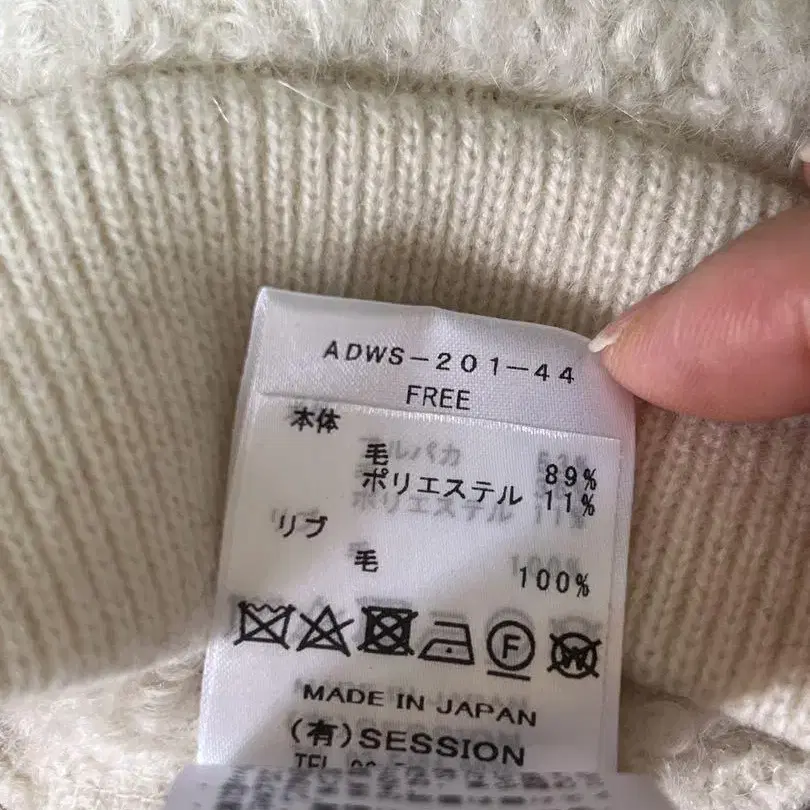 ADWS-201-44
FREE
本体
毛 89%
ポリエステル 11%
リブ
毛 100%
F
W
MADE IN JAPAN
(有)SESSION
TEL